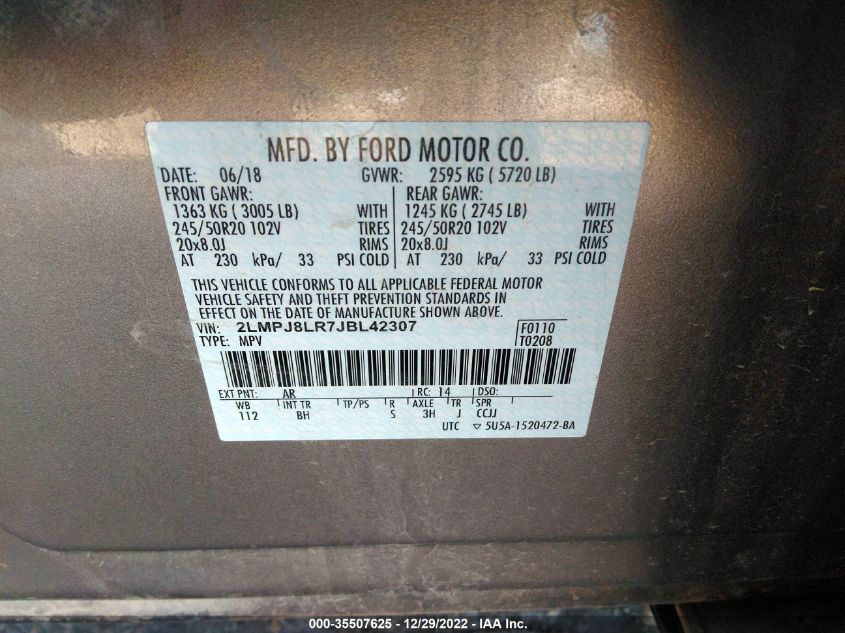 MFD. BY FORD MOTOR CO.
DATE: 06/18 GVWR: 2595 KG ( 5720 LB)
FRONT GAWR: REAR GAWR:
1363 KG ( 3005 LB) WITH 1245 KG ( 2745 LB) WITH
245/50R20 102V TIRES 245/50R20 102V TIRES
20x8.0J RIMS 20x8.0J RIMS
AT 230 kPa/ 33 PSI COLD AT 230 kPa/ 33 PSI COLD
THIS VEHICLE CONFORMS TO ALL APPLICABLE FEDERAL MOTOR
VEHICLE SAFETY AND THEFT PREVENTION STANDARDS IN
EFFECT ON THE DATE OF MANUFACTURE SHOWN ABOVE.
VIN: 2LMPJ8LR7JBL42307 F0110
TYPE: MPV T0208
EXT PNT: AR RC: 14 DSO:
WB INT TR TP/PS R AXLE TR SPR
112 BH S 3H J CCJJ
UTC ▽ 5U5A-1520472-BA
000-35507625 - 12/29/2022 - IAA Inc.